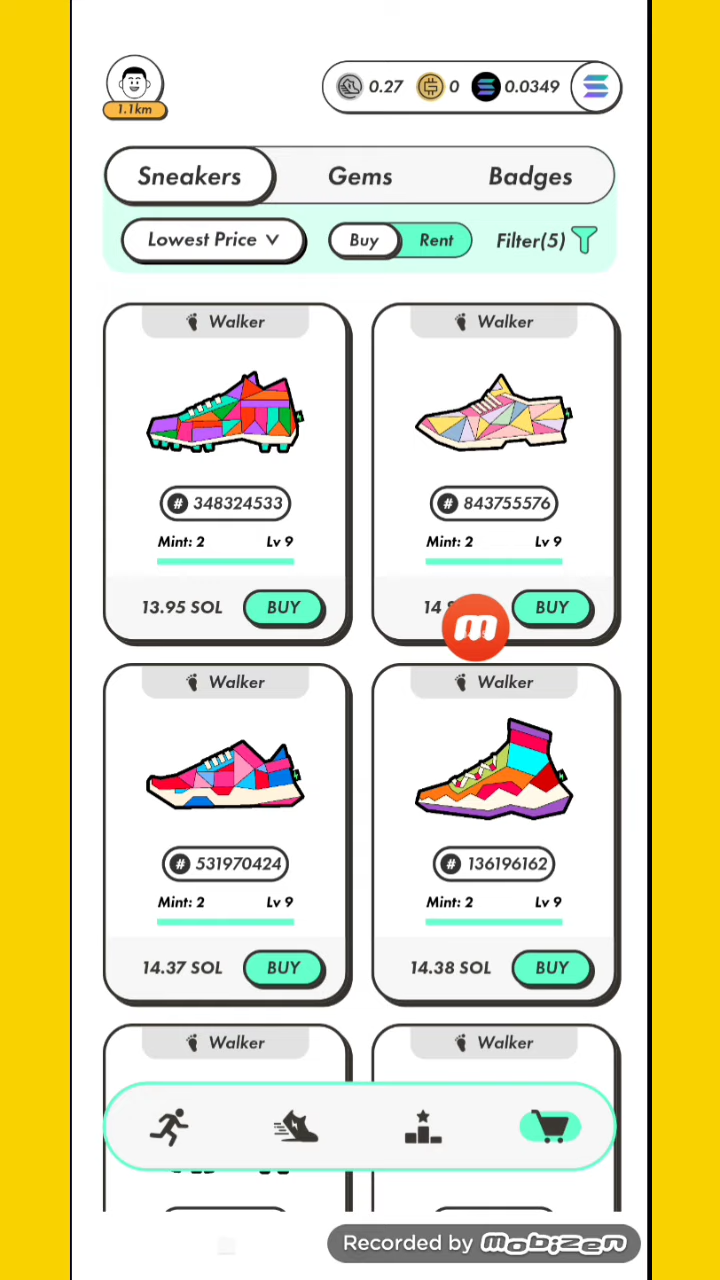 0.27 0 0.0349
1.1km
Sneakers Gems Badges
Lowest Price Buy Rent Filter(5)
Walker Walker
# 348324533 # 843755576
Mint: 2 Lv 9 Mint: 2 Lv 9
13.95 SOL BUY 14 BUY
Walker Walker
# 531970424 # 136196162
Mint: 2 Lv 9 Mint: 2 Lv 9
14.37 SOL BUY 14.38 SOL BUY
Walker Walker
Recorded by mobizen